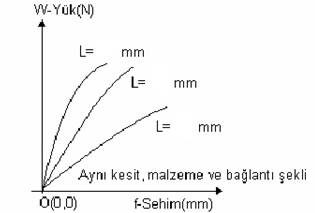 W-Yük(N)
L= mm
L= mm
L= mm
Aynı kesit, malzeme ve bağlantı şekli
O(0,0)
f-Sehim(mm)